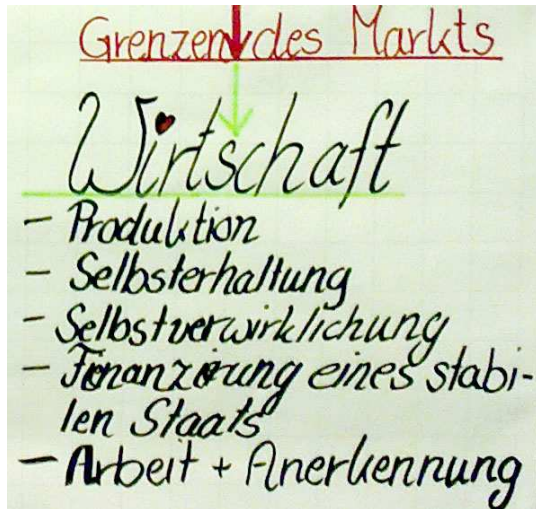 Grenzen des Markts
Wirtschaft
- Produktion
- Selbsterhaltung
- Selbstverwirklichung
- Finanzierung eines stabi-
len Staats
- Arbeit + Anerkennung